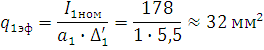 q₁эф = I₁ном / (a₁ · Δ′₁) = 178 / (1 · 5,5) ≈ 32 мм²